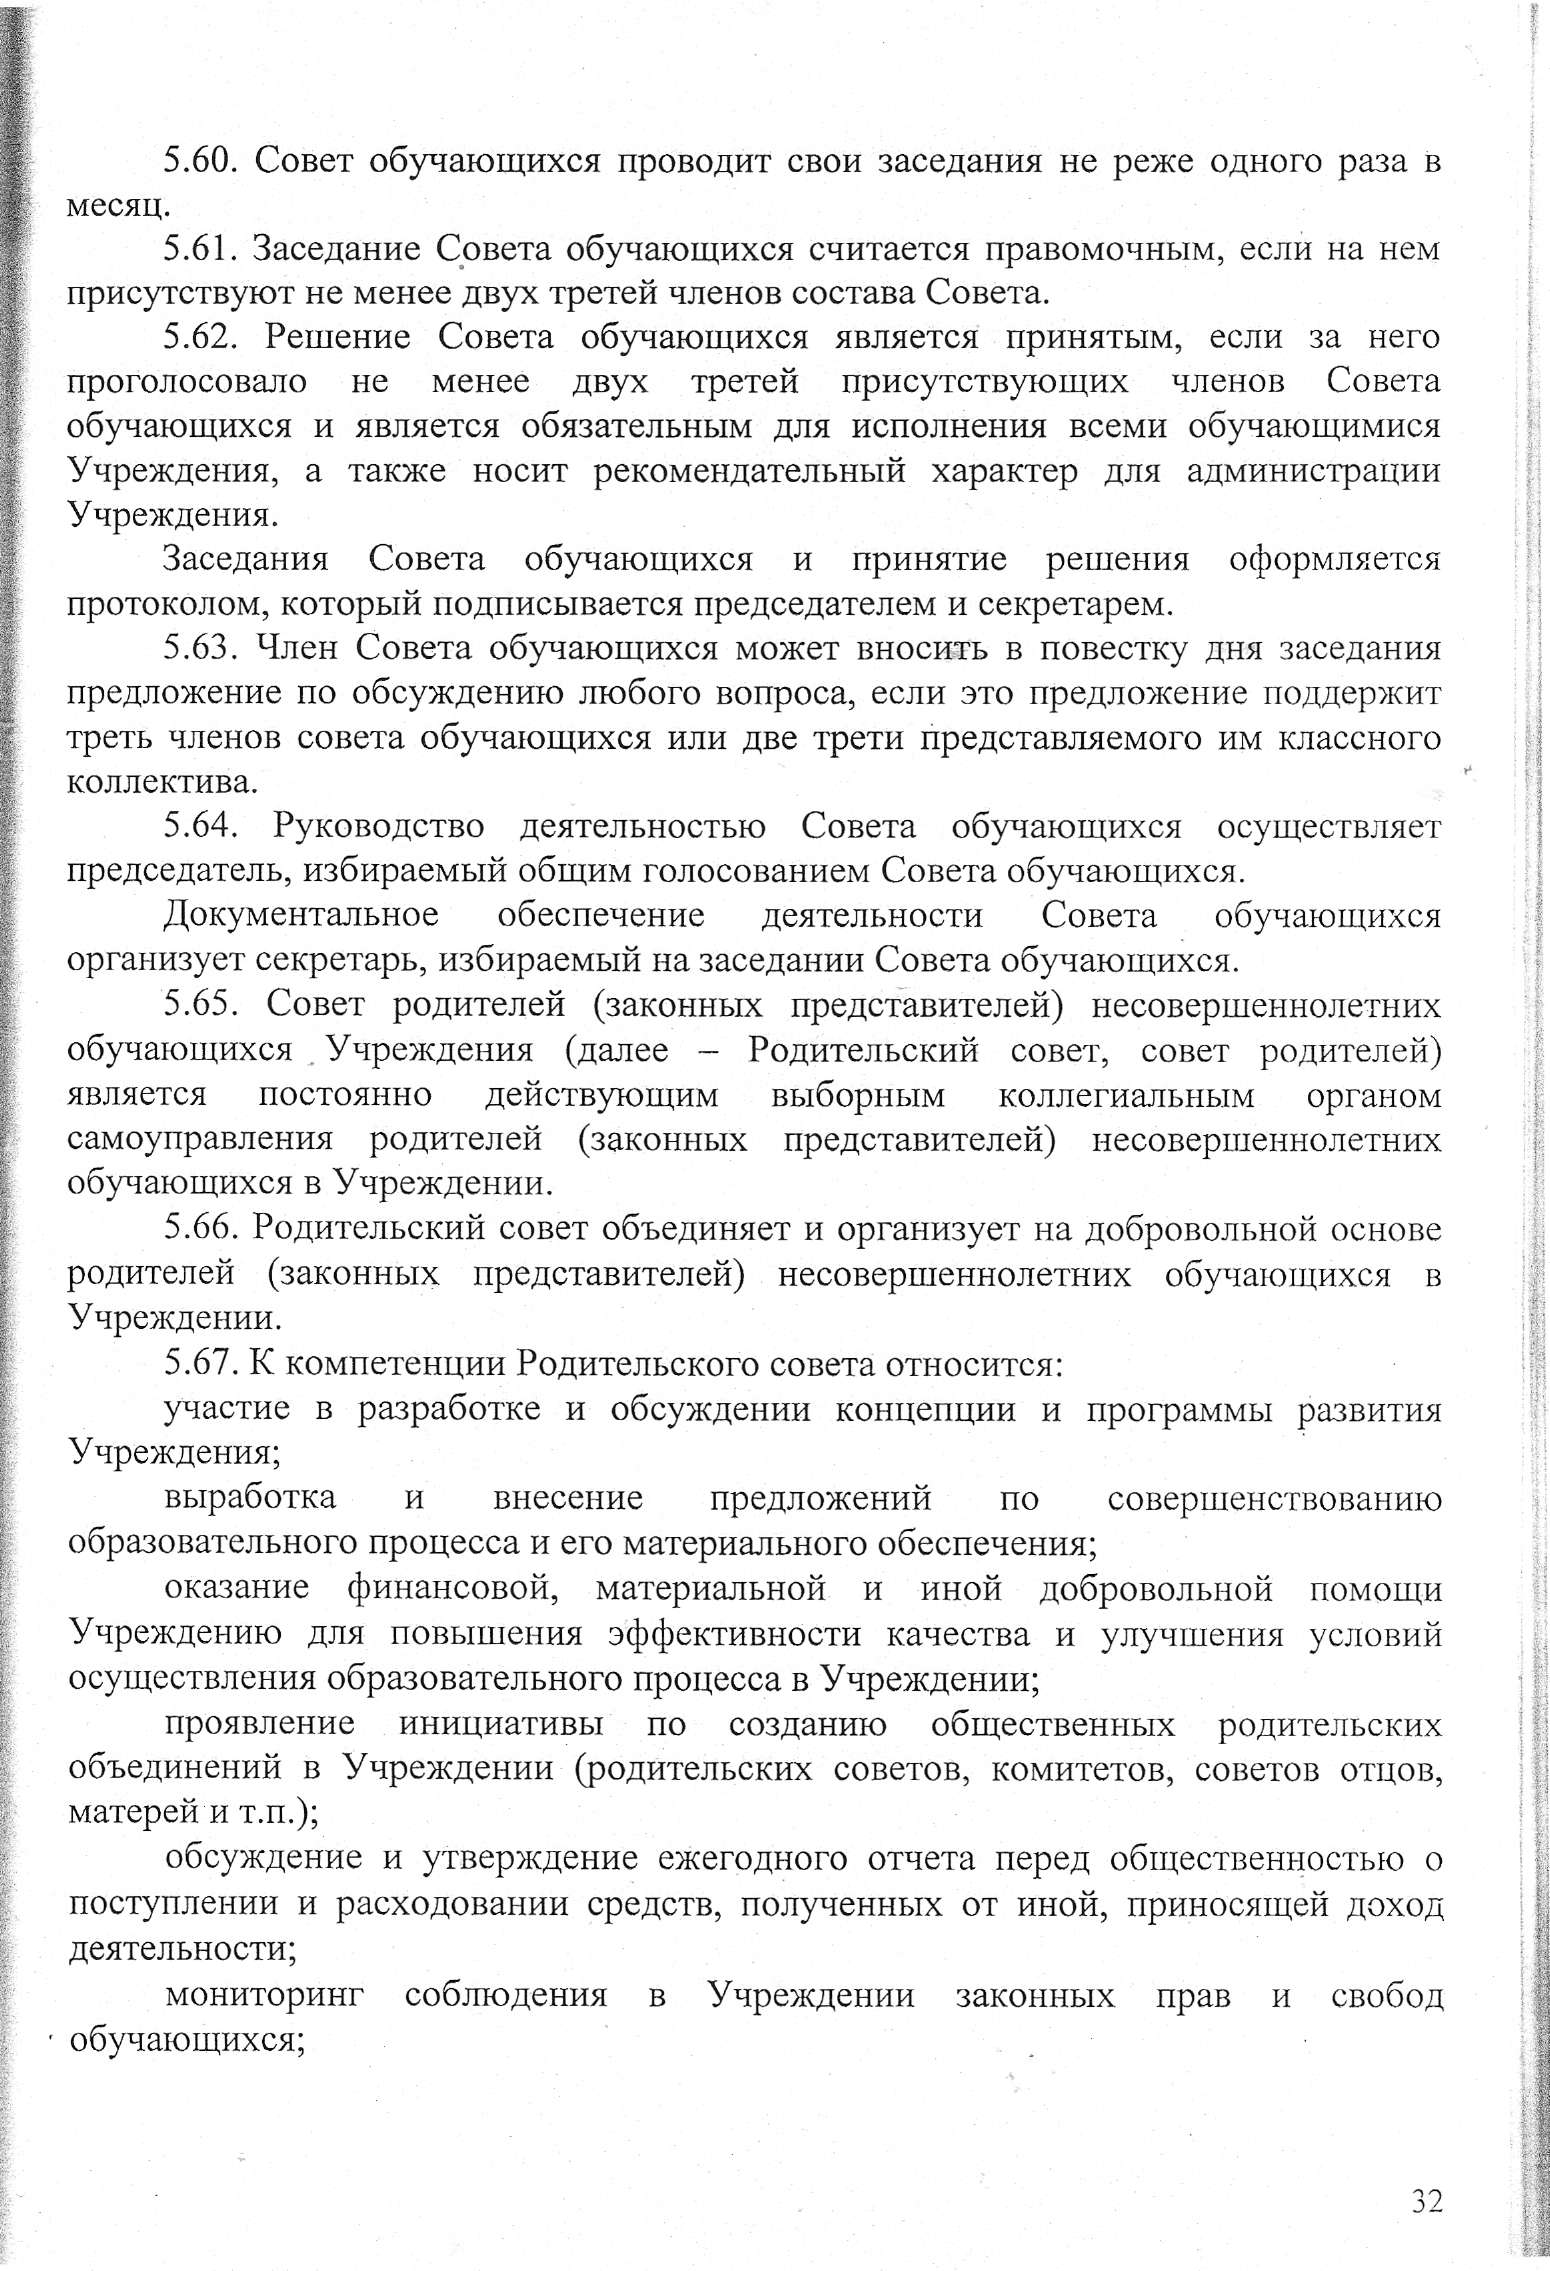 5.60. Совет обучающихся проводит свои заседания не реже одного раза в
месяц.
5.61. Заседание Совета обучающихся считается правомочным, если на нем
присутствуют не менее двух третей членов состава Совета.
5.62. Решение Совета обучающихся является принятым, если за него
проголосовало не менее двух третей присутствующих членов Совета
обучающихся и является обязательным для исполнения всеми обучающимися
Учреждения, а также носит рекомендательный характер для администрации
Учреждения.
Заседания Совета обучающихся и принятие решения оформляется
протоколом, который подписывается председателем и секретарем.
5.63. Член Совета обучающихся может вносить в повестку дня заседания
предложение по обсуждению любого вопроса, если это предложение поддержит
треть членов совета обучающихся или две трети представляемого им классного
коллектива.
5.64. Руководство деятельностью Совета обучающихся осуществляет
председатель, избираемый общим голосованием Совета обучающихся.
Документальное обеспечение деятельности Совета обучающихся
организует секретарь, избираемый на заседании Совета обучающихся.
5.65. Совет родителей (законных представителей) несовершеннолетних
обучающихся Учреждения (далее – Родительский совет, совет родителей)
является постоянно действующим выборным коллегиальным органом
самоуправления родителей (законных представителей) несовершеннолетних
обучающихся в Учреждении.
5.66. Родительский совет объединяет и организует на добровольной основе
родителей (законных представителей) несовершеннолетних обучающихся в
Учреждении.
5.67. К компетенции Родительского совета относится:
участие в разработке и обсуждении концепции и программы развития
Учреждения;
выработка и внесение предложений по совершенствованию
образовательного процесса и его материального обеспечения;
оказание финансовой, материальной и иной добровольной помощи
Учреждению для повышения эффективности качества и улучшения условий
осуществления образовательного процесса в Учреждении;
проявление инициативы по созданию общественных родительских
объединений в Учреждении (родительских советов, комитетов, советов отцов,
матерей и т.п.);
обсуждение и утверждение ежегодного отчета перед общественностью о
поступлении и расходовании средств, полученных от иной, приносящей доход
деятельности;
мониторинг соблюдения в Учреждении законных прав и свобод
обучающихся;
32